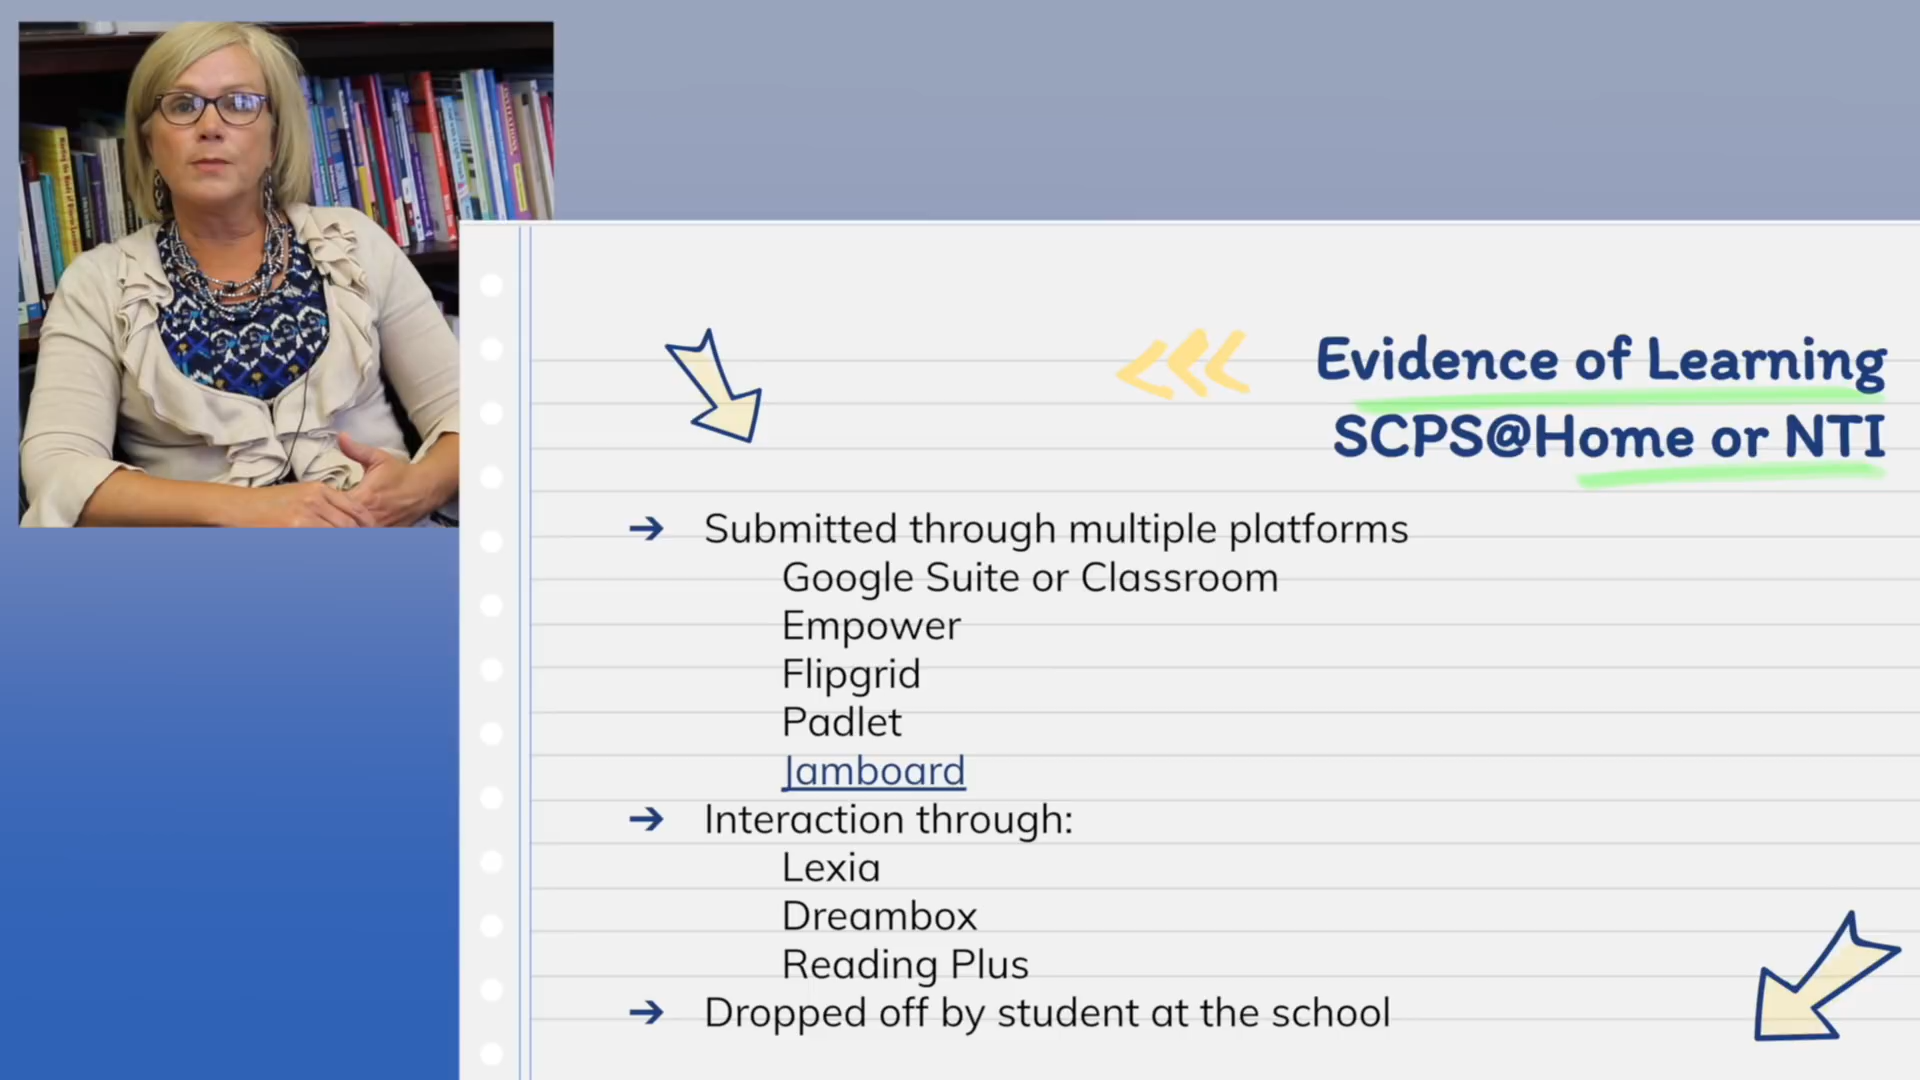 Evidence of Learning
SCPS@Home or NTI
➔ Submitted through multiple platforms
Google Suite or Classroom
Empower
Flipgrid
Padlet
Jamboard
➔ Interaction through:
Lexia
Dreambox
Reading Plus
➔ Dropped off by student at the school